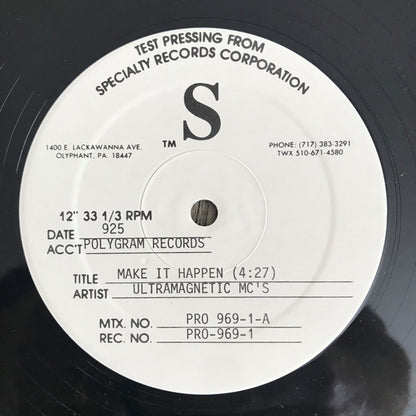 TEST PRESSING FROM
SPECIALTY RECORDS CORPORATION
S
TM
1400 E. LACKAWANNA AVE.
OLYPHANT, PA. 18447
PHONE: (717) 383-3291
TWX 510-671-4580
12" 33 1/3 RPM
DATE 925
ACC'T POLYGRAM RECORDS
TITLE MAKE IT HAPPEN (4:27)
ARTIST ULTRAMAGNETIC MC'S
MTX. NO. PRO 969-1-A
REC. NO. PRO-969-1